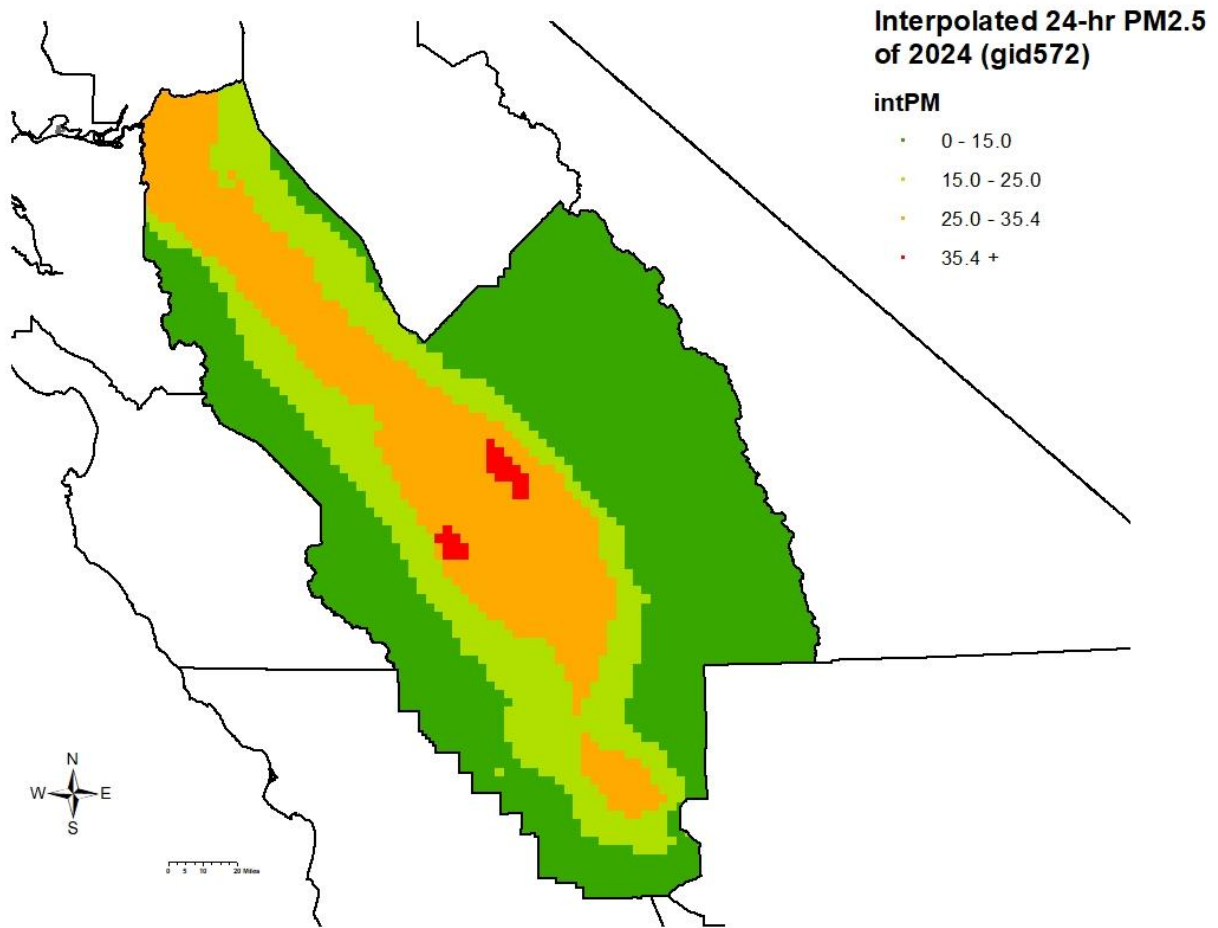 Interpolated 24-hr PM2.5
of 2024 (gid572)
intPM
0 - 15.0
15.0 - 25.0
25.0 - 35.4
35.4 +
N
W E
S
0 5 10 20 Miles